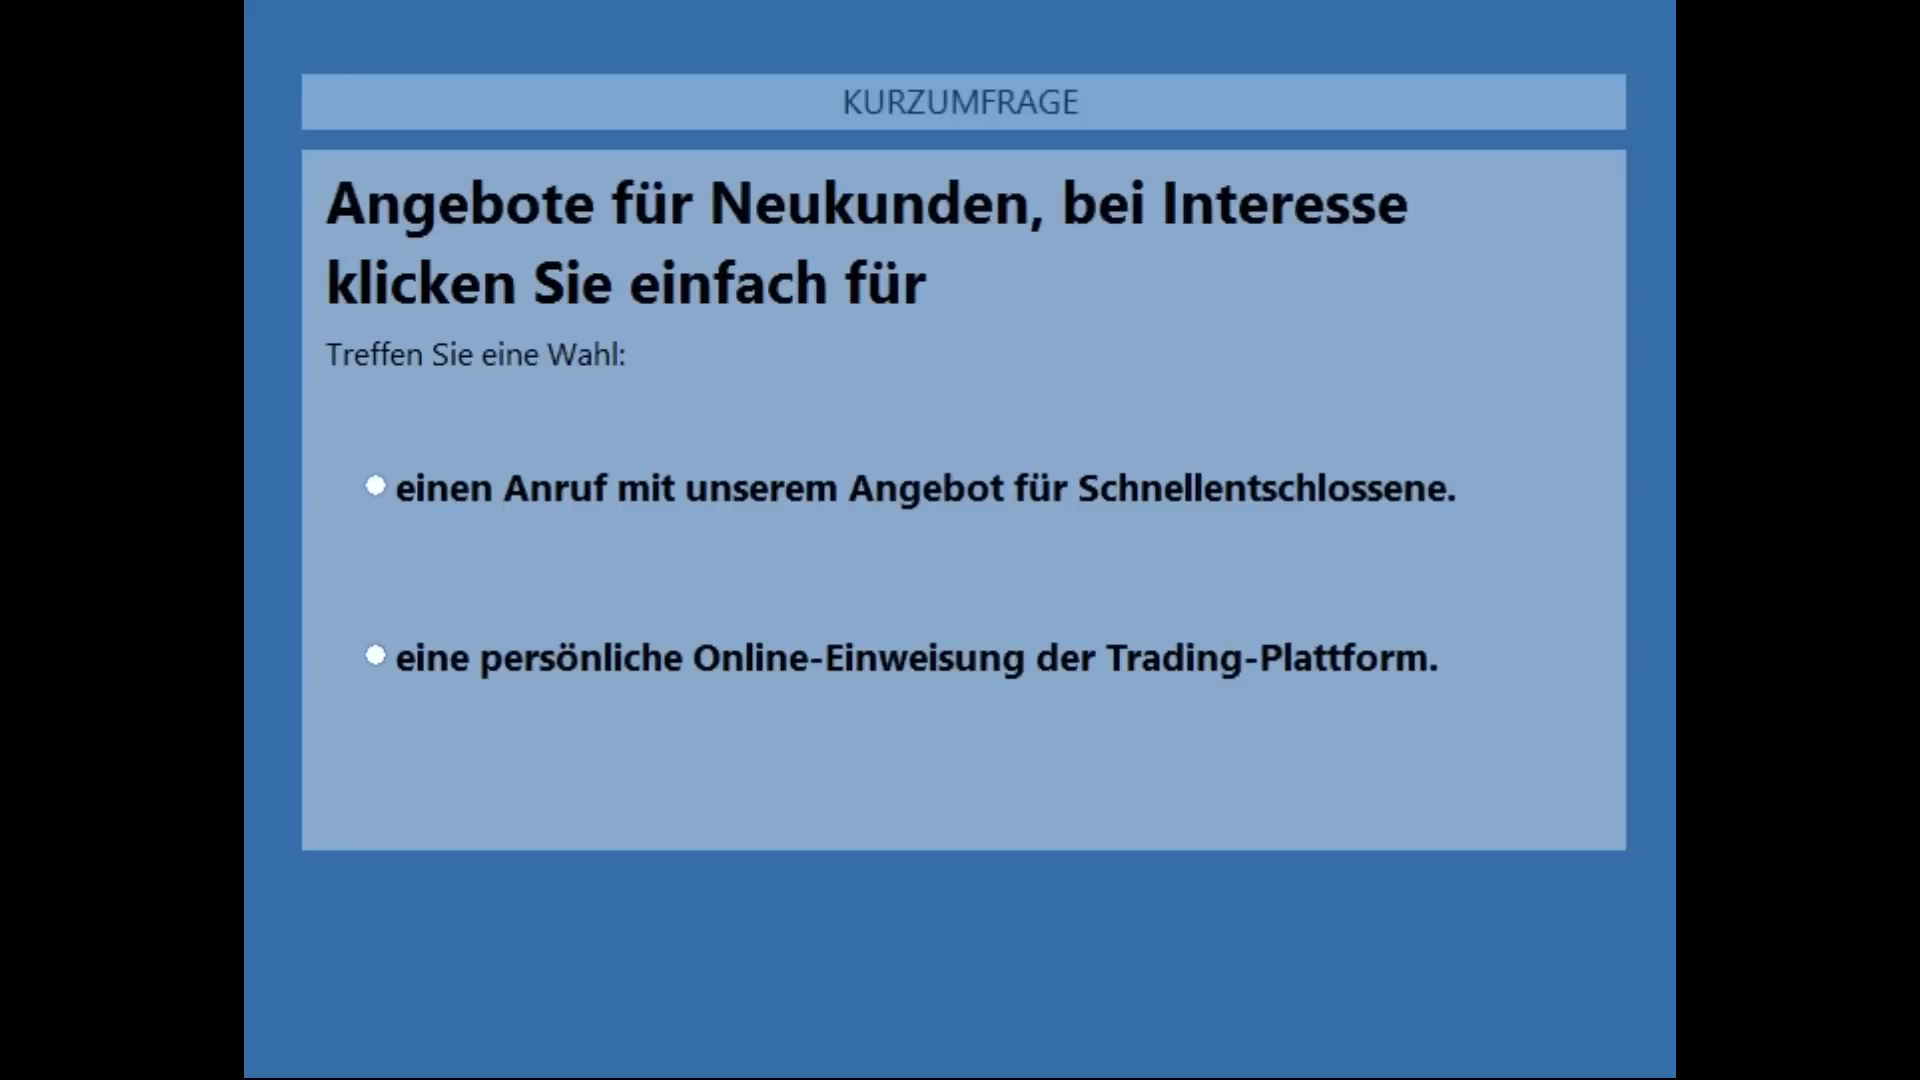 KURZUMFRAGE
Angebote für Neukunden, bei Interesse
klicken Sie einfach für
Treffen Sie eine Wahl:
einen Anruf mit unserem Angebot für Schnellentschlossene.
eine persönliche Online-Einweisung der Trading-Plattform.